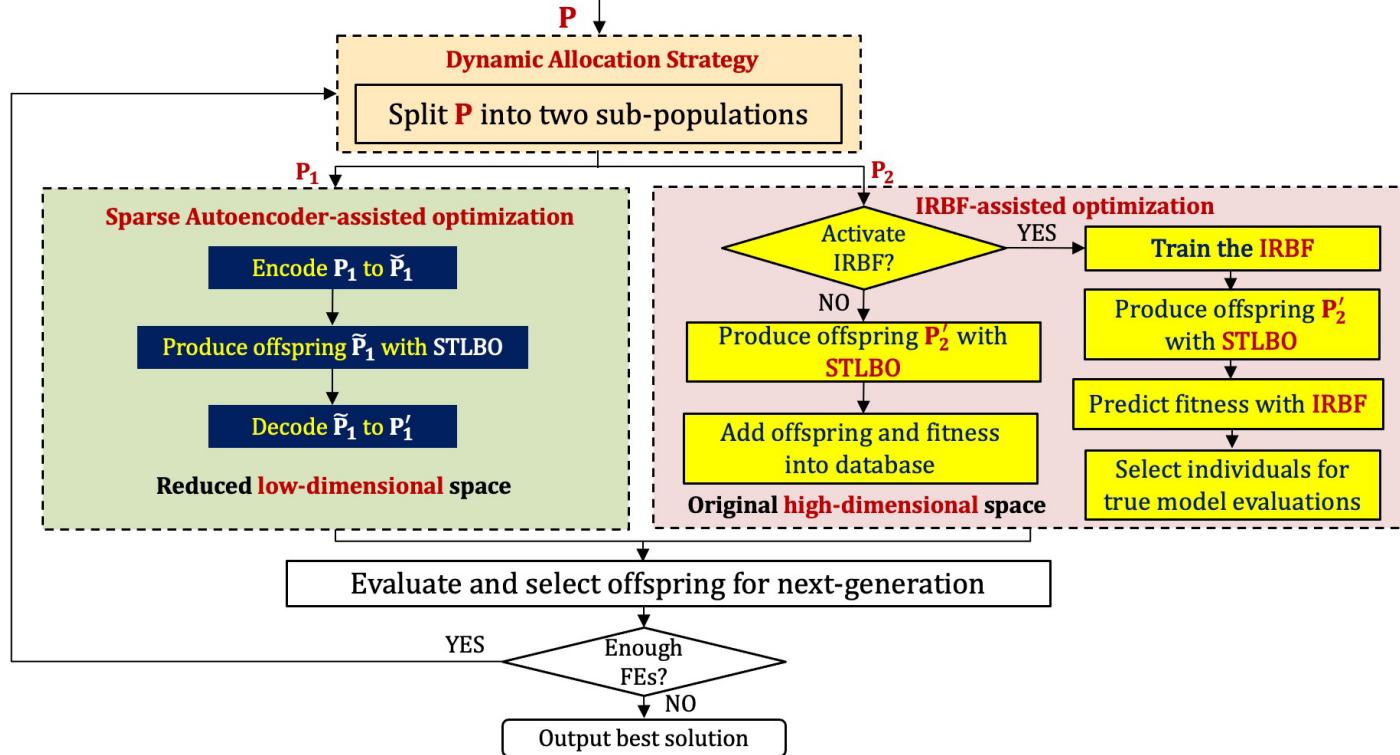 P
Dynamic Allocation Strategy
Split P into two sub-populations
P₁
P₂
Sparse Autoencoder-assisted optimization
Encode P₁ to P̆₁
Produce offspring P̃₁ with STLBO
Decode P̃₁ to P₁′
Reduced low-dimensional space
IRBF-assisted optimization
Activate
IRBF?
YES
NO
Produce offspring P₂′ with
STLBO
Add offspring and fitness
into database
Original high-dimensional space
Train the IRBF
Produce offspring P₂′
with STLBO
Predict fitness with IRBF
Select individuals for
true model evaluations
Evaluate and select offspring for next-generation
YES
Enough
FEs?
NO
Output best solution